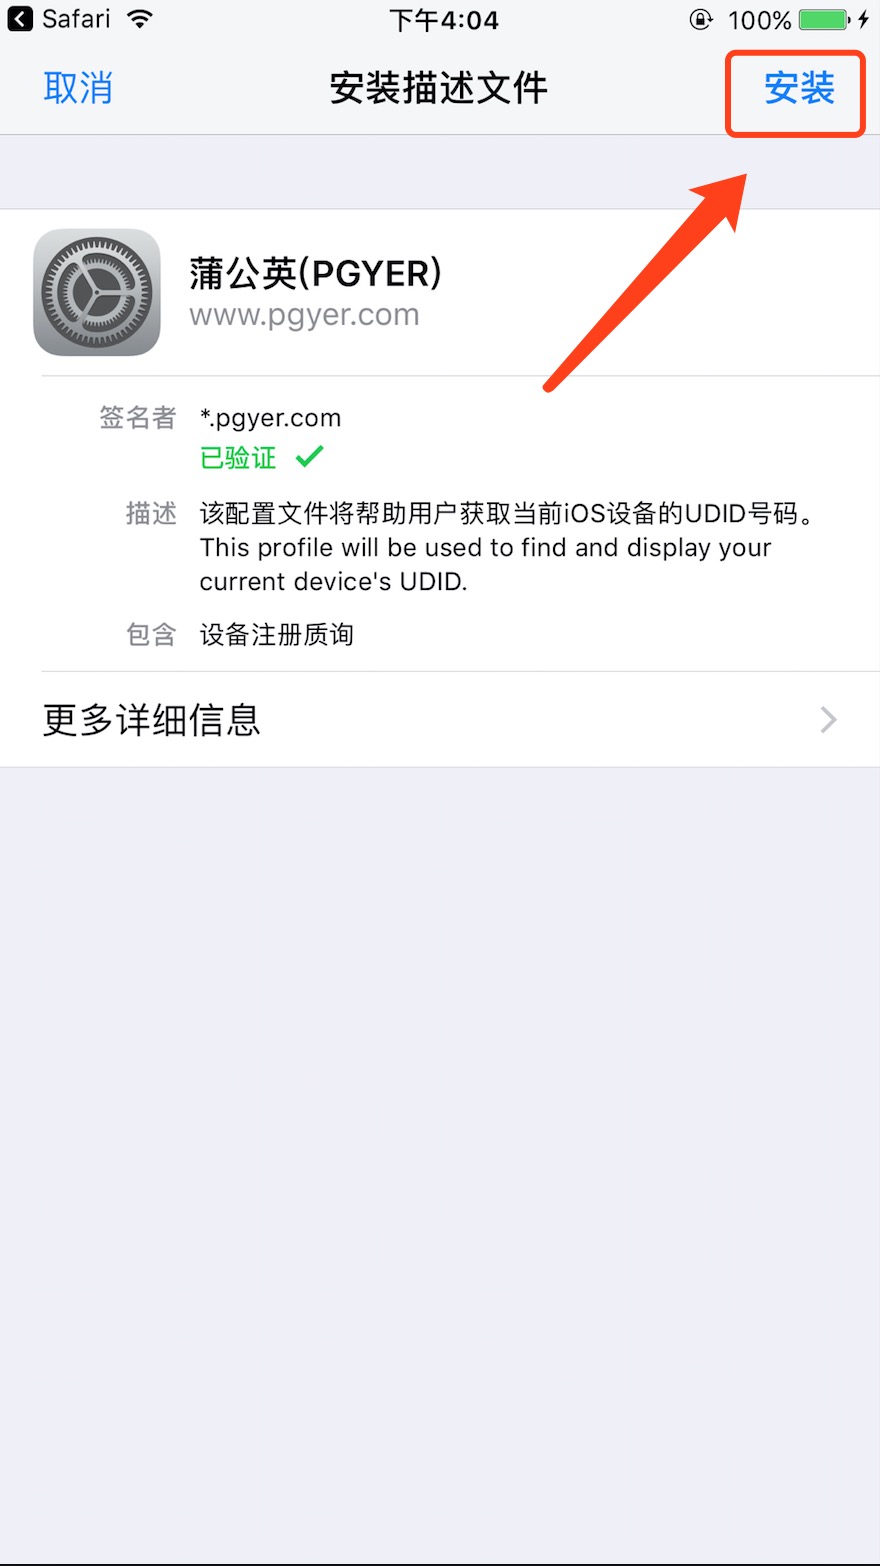 Safari
下午4:04
100%
取消
安装描述文件
安装
蒲公英(PGYER)
www.pgyer.com
签名者 *.pgyer.com
已验证
描述 该配置文件将帮助用户获取当前iOS设备的UDID号码。
This profile will be used to find and display your
current device's UDID.
包含 设备注册质询
更多详细信息